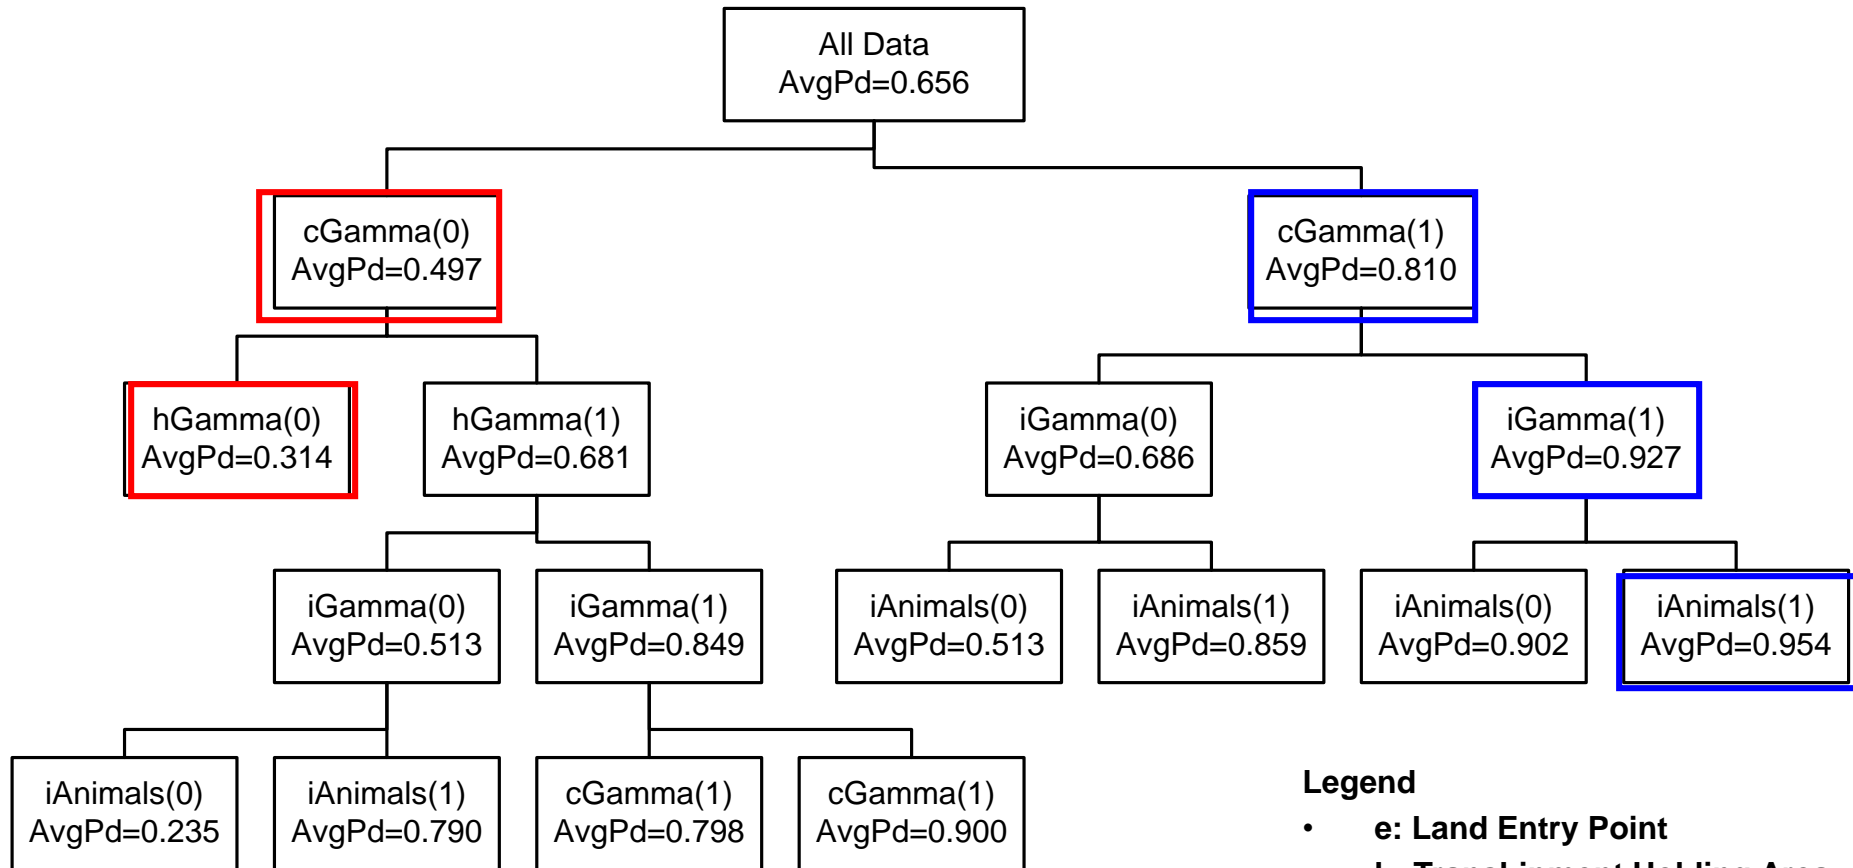 All Data
AvgPd=0.656
cGamma(0)
AvgPd=0.497
cGamma(1)
AvgPd=0.810
hGamma(0)
AvgPd=0.314
hGamma(1)
AvgPd=0.681
iGamma(0)
AvgPd=0.686
iGamma(1)
AvgPd=0.927
iGamma(0)
AvgPd=0.513
iGamma(1)
AvgPd=0.849
iAnimals(0)
AvgPd=0.513
iAnimals(1)
AvgPd=0.859
iAnimals(0)
AvgPd=0.902
iAnimals(1)
AvgPd=0.954
iAnimals(0)
AvgPd=0.235
iAnimals(1)
AvgPd=0.790
cGamma(1)
AvgPd=0.798
cGamma(1)
AvgPd=0.900
Legend
• e: Land Entry Point
Holding Area